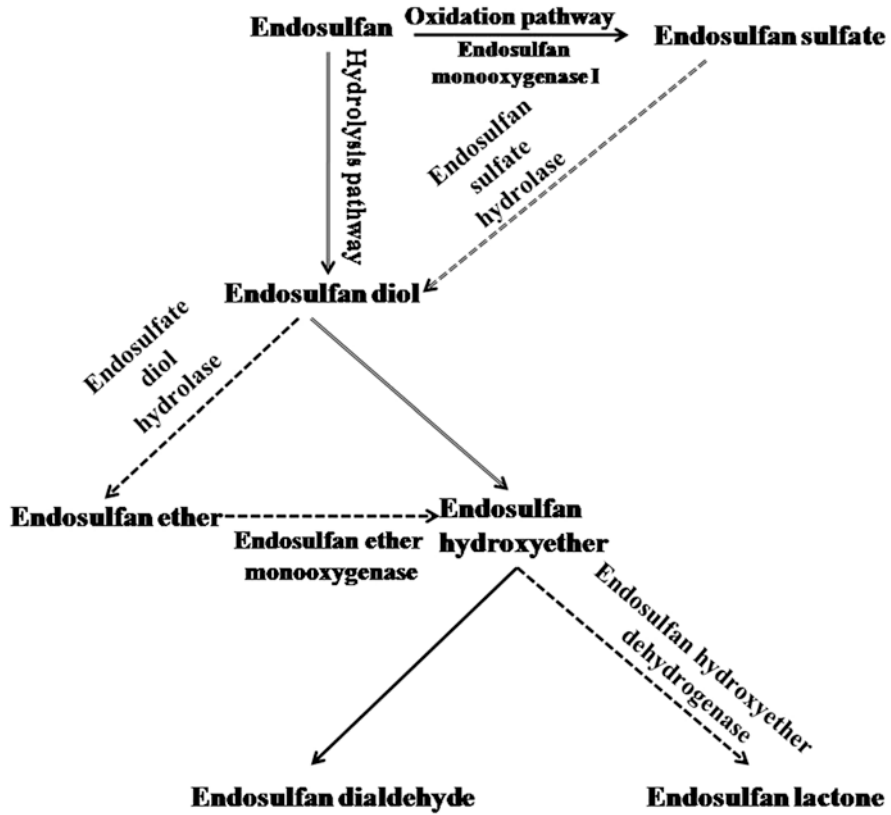 Endosulfan
Oxidation pathway
Endosulfan sulfate
Endosulfan
monooxygenase I
Hydrolysis pathway
Endosulfan
sulfate
hydrolase
Endosulfan diol
Endosulfate
diol
hydrolase
Endosulfan ether
Endosulfan
hydroxyether
Endosulfan ether
monooxygenase
Endosulfan hydroxyether
dehydrogenase
Endosulfan dialdehyde
Endosulfan lactone